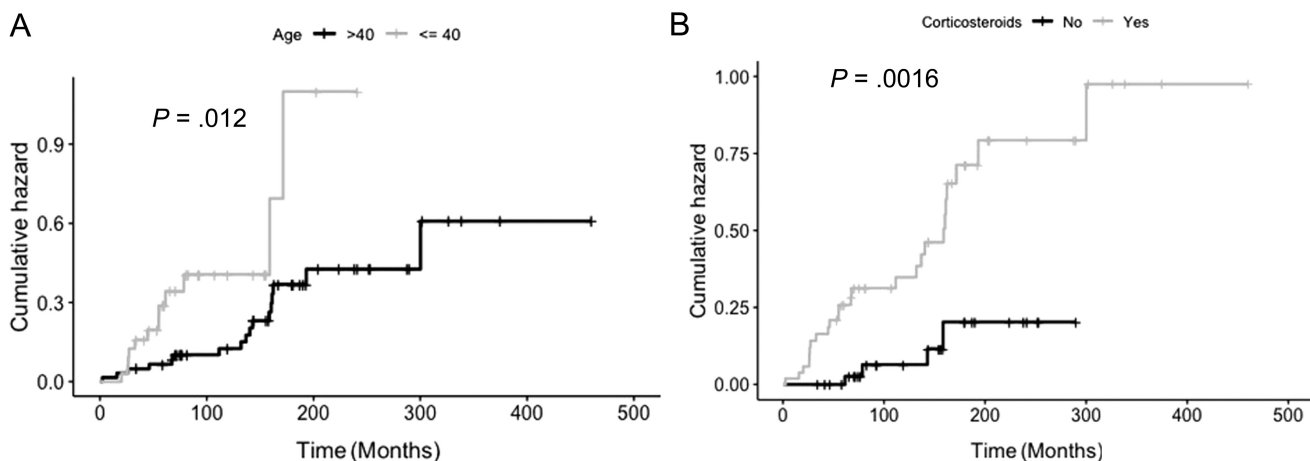 A
Age >40 <= 40
P = .012
Cumulative hazard
0.9
0.6
0.3
0.0
0 100 200 300 400 500
Time (Months)
B
Corticosteroids No Yes
P = .0016
Cumulative hazard
1.00
0.75
0.50
0.25
0.00
0 100 200 300 400 500
Time (Months)